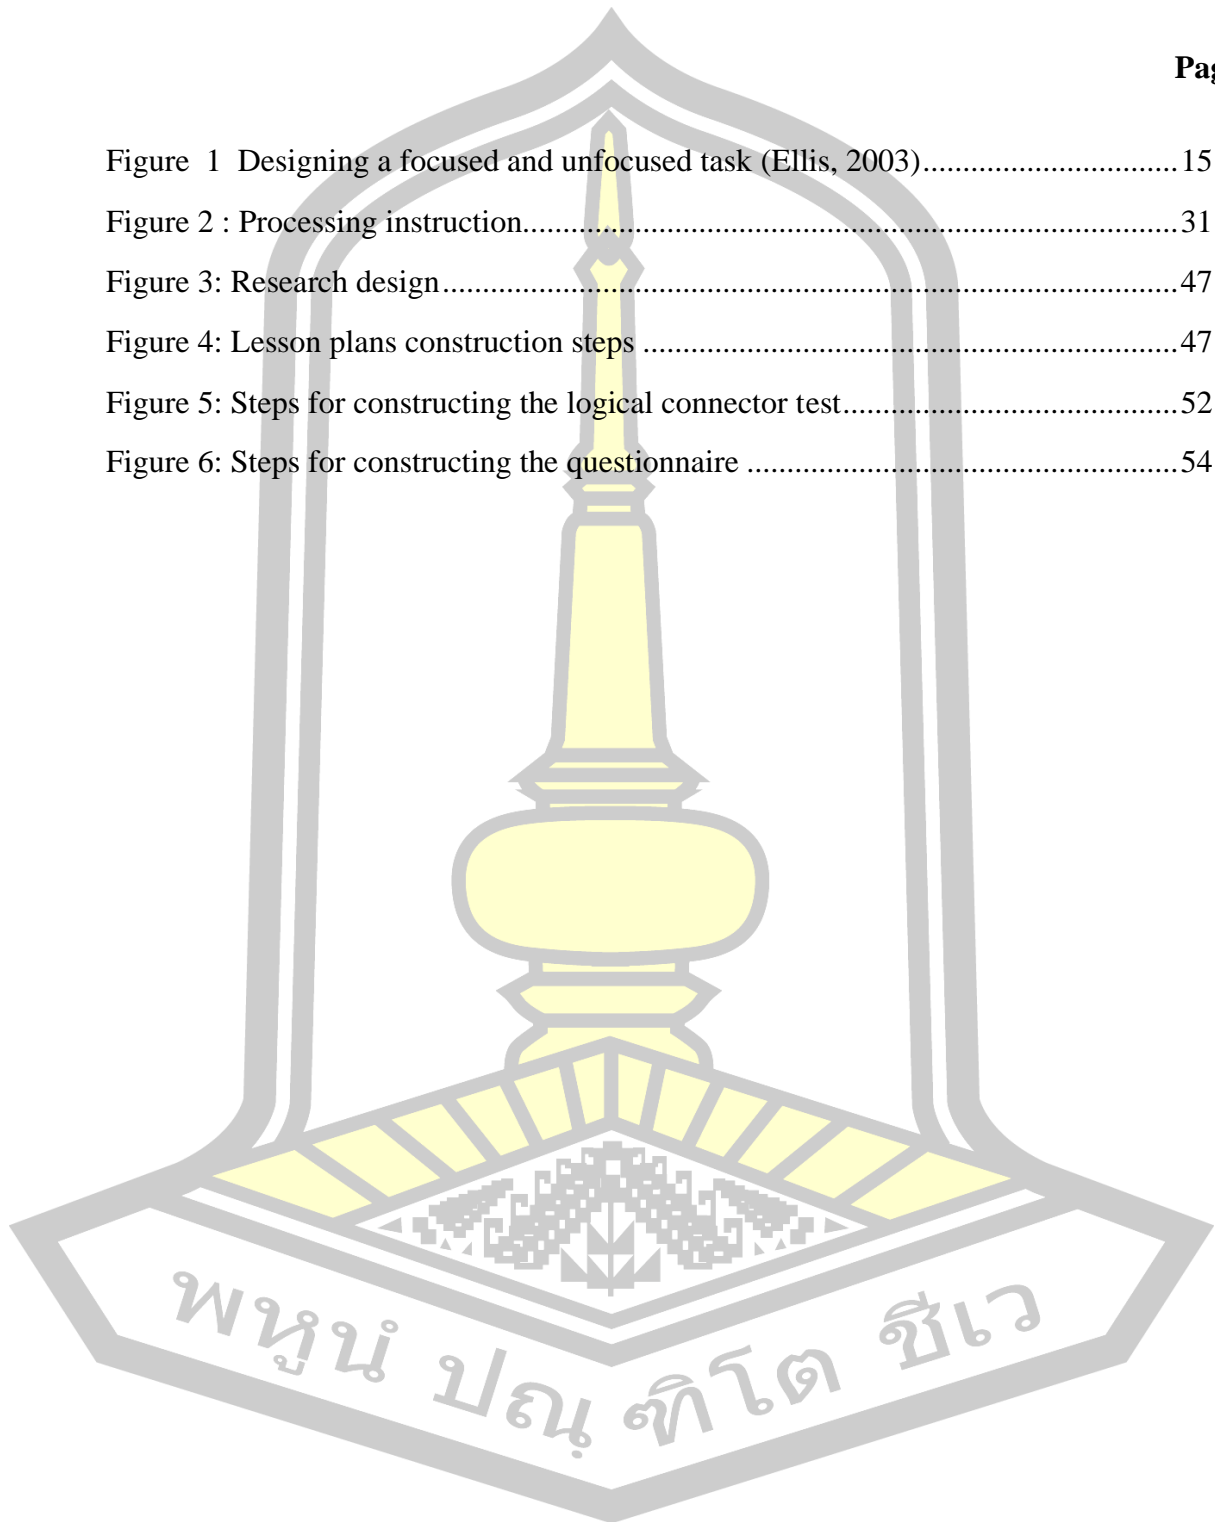 Pag
Figure 1 Designing a focused and unfocused task (Ellis, 2003)..............................15
Figure 2 : Processing instruction...............................................................................31
Figure 3: Research design.........................................................................................47
Figure 4: Lesson plans construction steps ................................................................47
Figure 5: Steps for constructing the logical connector test........................................52
Figure 6: Steps for constructing the questionnaire ....................................................54
พหูนํ ปณฺ ฑิโต ชีเว